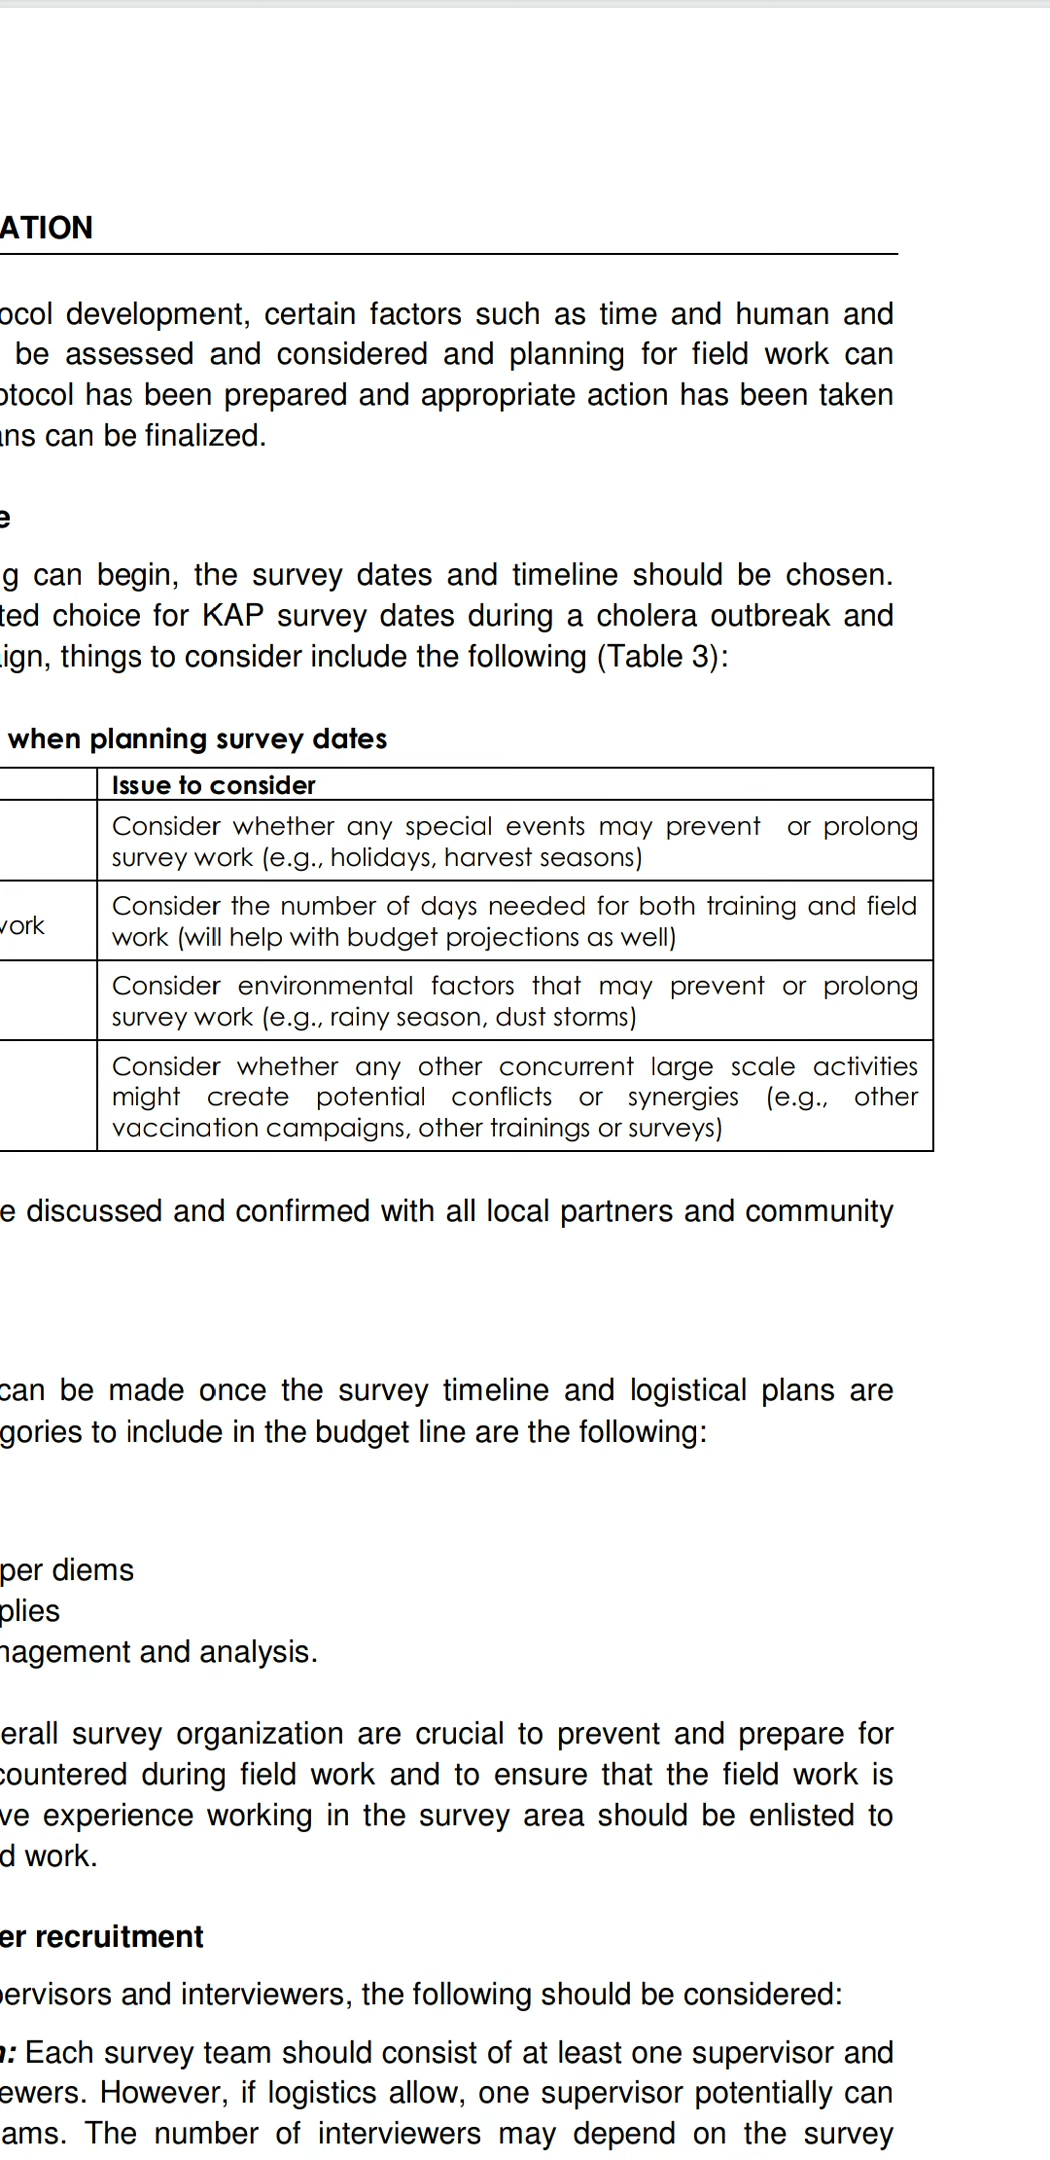 ATION
ocol development, certain factors such as time and human and
be assessed and considered and planning for field work can
otocol has been prepared and appropriate action has been taken
ans can be finalized.
e
g can begin, the survey dates and timeline should be chosen.
ted choice for KAP survey dates during a cholera outbreak and
ign, things to consider include the following (Table 3):
when planning survey dates
Issue to consider
Consider whether any special events may prevent or prolong
survey work (e.g., holidays, harvest seasons)
work
Consider the number of days needed for both training and field
work (will help with budget projections as well)
Consider environmental factors that may prevent or prolong
survey work (e.g., rainy season, dust storms)
Consider whether any other concurrent large scale activities
might create potential conflicts or synergies (e.g., other
vaccination campaigns, other trainings or surveys)
e discussed and confirmed with all local partners and community
can be made once the survey timeline and logistical plans are
gories to include in the budget line are the following:
per diems
plies
nagement and analysis.
erall survey organization are crucial to prevent and prepare for
countered during field work and to ensure that the field work is
ve experience working in the survey area should be enlisted to
d work.
er recruitment
pervisors and interviewers, the following should be considered:
n: Each survey team should consist of at least one supervisor and
ewers. However, if logistics allow, one supervisor potentially can
ams. The number of interviewers may depend on the survey